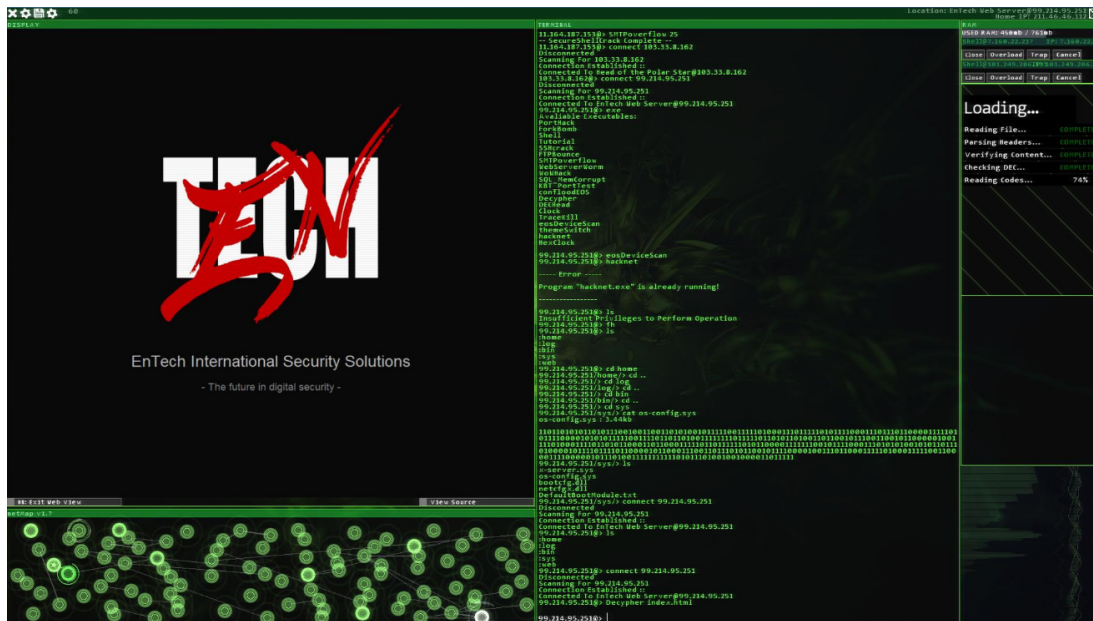 60
Location: EnTech Web Server@99.214.95.251
Home IP: 211.46.46.112
DISPLAY
TECH
EN
EnTech International Security Solutions
- The future in digital security -
Exit Web View
View Source
netMap v1.7
TERMINAL
11.164.187.153@> SMTPoverflow 25
-- SecureShellCrack Complete --
11.164.187.153@> connect 103.33.8.162
Disconnected
Scanning For 103.33.8.162
Connection Established ::
Connected To Head of the Polar Star@103.33.8.162
103.33.8.162@> connect 99.214.95.251
Disconnected
Scanning For 99.214.95.251
Connection Established ::
Connected To EnTech Web Server@99.214.95.251
99.214.95.251@> exe
Available Executables:
PortHack
ForkBomb
Shell
Tutorial
SSHcrack
FTPBounce
SMTPoverflow
WebServerWorm
SQL_MemCorrupt
KBT_PortTest
confloodEOS
Decypher
DECHead
Clock
TraceKill
eosDeviceScan
themeSwitch
hacknet
HexClock
99.214.95.251@> eosDeviceScan
99.214.95.251@> hacknet
----- Error -----
Program "hacknet.exe" is already running!
-----------------
99.214.95.251@> ls
Insufficient Privileges to Perform Operation
99.214.95.251@> fh
99.214.95.251@> ls
:home
:log
:bin
:sys
:web
99.214.95.251@> cd home
99.214.95.251/home/> cd ..
99.214.95.251/> cd log
99.214.95.251/log/> cd ..
99.214.95.251/> cd bin
99.214.95.251/bin/> cd ..
99.214.95.251/> cd sys
99.214.95.251/sys/> cat os-config.sys
os-config.sys : 3.44kb
99.214.95.251/sys/> ls
x-server.sys
os-config.sys
bootcfg.dll
netcfgx.dll
DefaultBootModule.txt
99.214.95.251/sys/> connect 99.214.95.251
Disconnected
Scanning For 99.214.95.251
Connection Established ::
Connected To EnTech Web Server@99.214.95.251
99.214.95.251@> ls
:home
:log
:bin
:sys
:web
99.214.95.251@> connect 99.214.95.251
Disconnected
Scanning For 99.214.95.251
Connection Established ::
Connected To EnTech Web Server@99.214.95.251
99.214.95.251@> Decypher index.html
99.214.95.251@>
RAM
USED RAM: 450mb / 761mb
Close Overload Trap Cancel
Close Overload Trap Cancel
Loading...
Reading File... COMPLETE
Parsing Headers... COMPLETE
Verifying Content... COMPLETE
Checking DEC... COMPLETE
Reading Codes... 74%